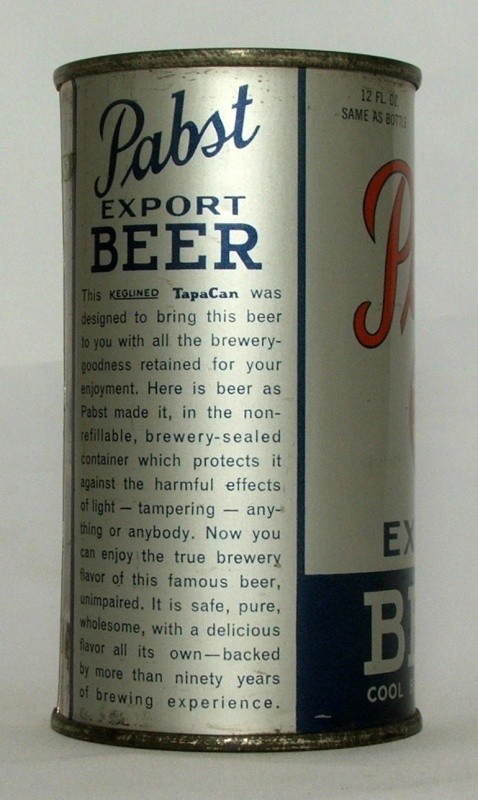 Pabst
EXPORT
BEER
This KEGLINED TapaCan was
designed to bring this beer
to you with all the brewery-
goodness retained for your
enjoyment. Here is beer as
Pabst made it, in the non-
refillable, brewery-sealed
container which protects it
against the harmful effects
of light — tampering — any-
thing or anybody. Now you
can enjoy the true brewery
flavor of this famous beer,
unimpaired. It is safe, pure,
wholesome, with a delicious
flavor all its own—backed
by more than ninety years
of brewing experience.
12 FL. OZ.
SAME AS BOTTLE
P
EX
BE
COOL B